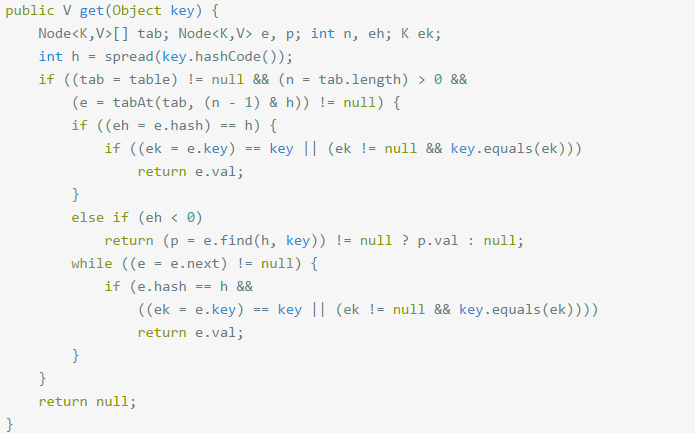 public V get(Object key) {
    Node<K,V>[] tab; Node<K,V> e, p; int n, eh; K ek;
    int h = spread(key.hashCode());
    if ((tab = table) != null && (n = tab.length) > 0 &&
        (e = tabAt(tab, (n - 1) & h)) != null) {
        if ((eh = e.hash) == h) {
            if ((ek = e.key) == key || (ek != null && key.equals(ek)))
                return e.val;
        }
        else if (eh < 0)
            return (p = e.find(h, key)) != null ? p.val : null;
        while ((e = e.next) != null) {
            if (e.hash == h &&
                ((ek = e.key) == key || (ek != null && key.equals(ek))))
                return e.val;
        }
    }
    return null;
}